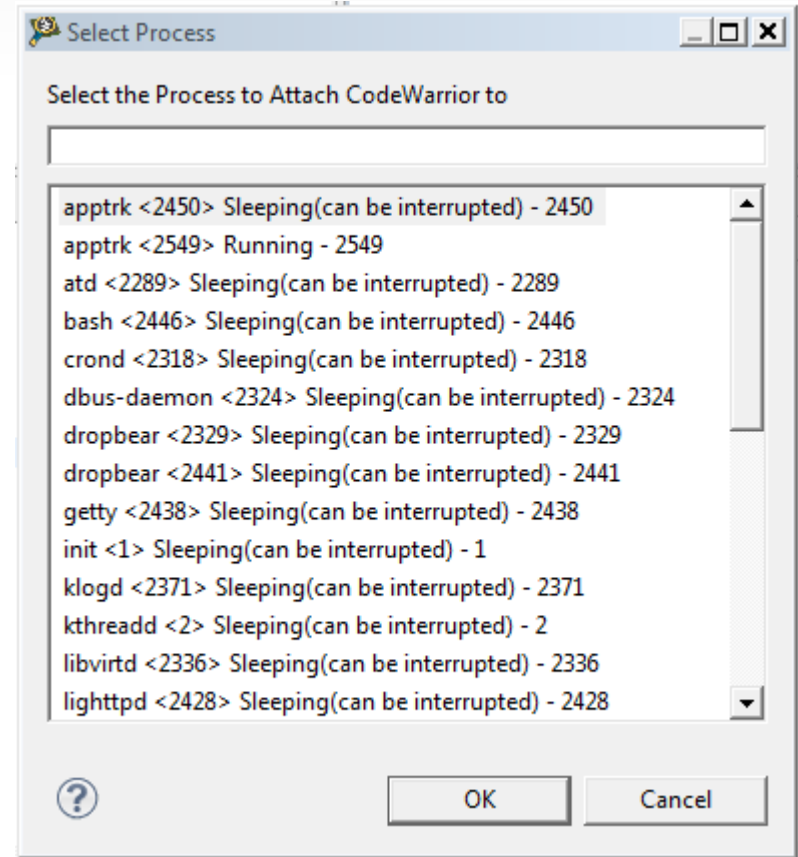 Select Process
Select the Process to Attach CodeWarrior to
apptrk <2450> Sleeping(can be interrupted) - 2450
apptrk <2549> Running - 2549
atd <2289> Sleeping(can be interrupted) - 2289
bash <2446> Sleeping(can be interrupted) - 2446
crond <2318> Sleeping(can be interrupted) - 2318
dbus-daemon <2324> Sleeping(can be interrupted) - 2324
dropbear <2329> Sleeping(can be interrupted) - 2329
dropbear <2441> Sleeping(can be interrupted) - 2441
getty <2438> Sleeping(can be interrupted) - 2438
init <1> Sleeping(can be interrupted) - 1
klogd <2371> Sleeping(can be interrupted) - 2371
kthreadd <2> Sleeping(can be interrupted) - 2
libvirtd <2336> Sleeping(can be interrupted) - 2336
lighttpd <2428> Sleeping(can be interrupted) - 2428
? OK Cancel